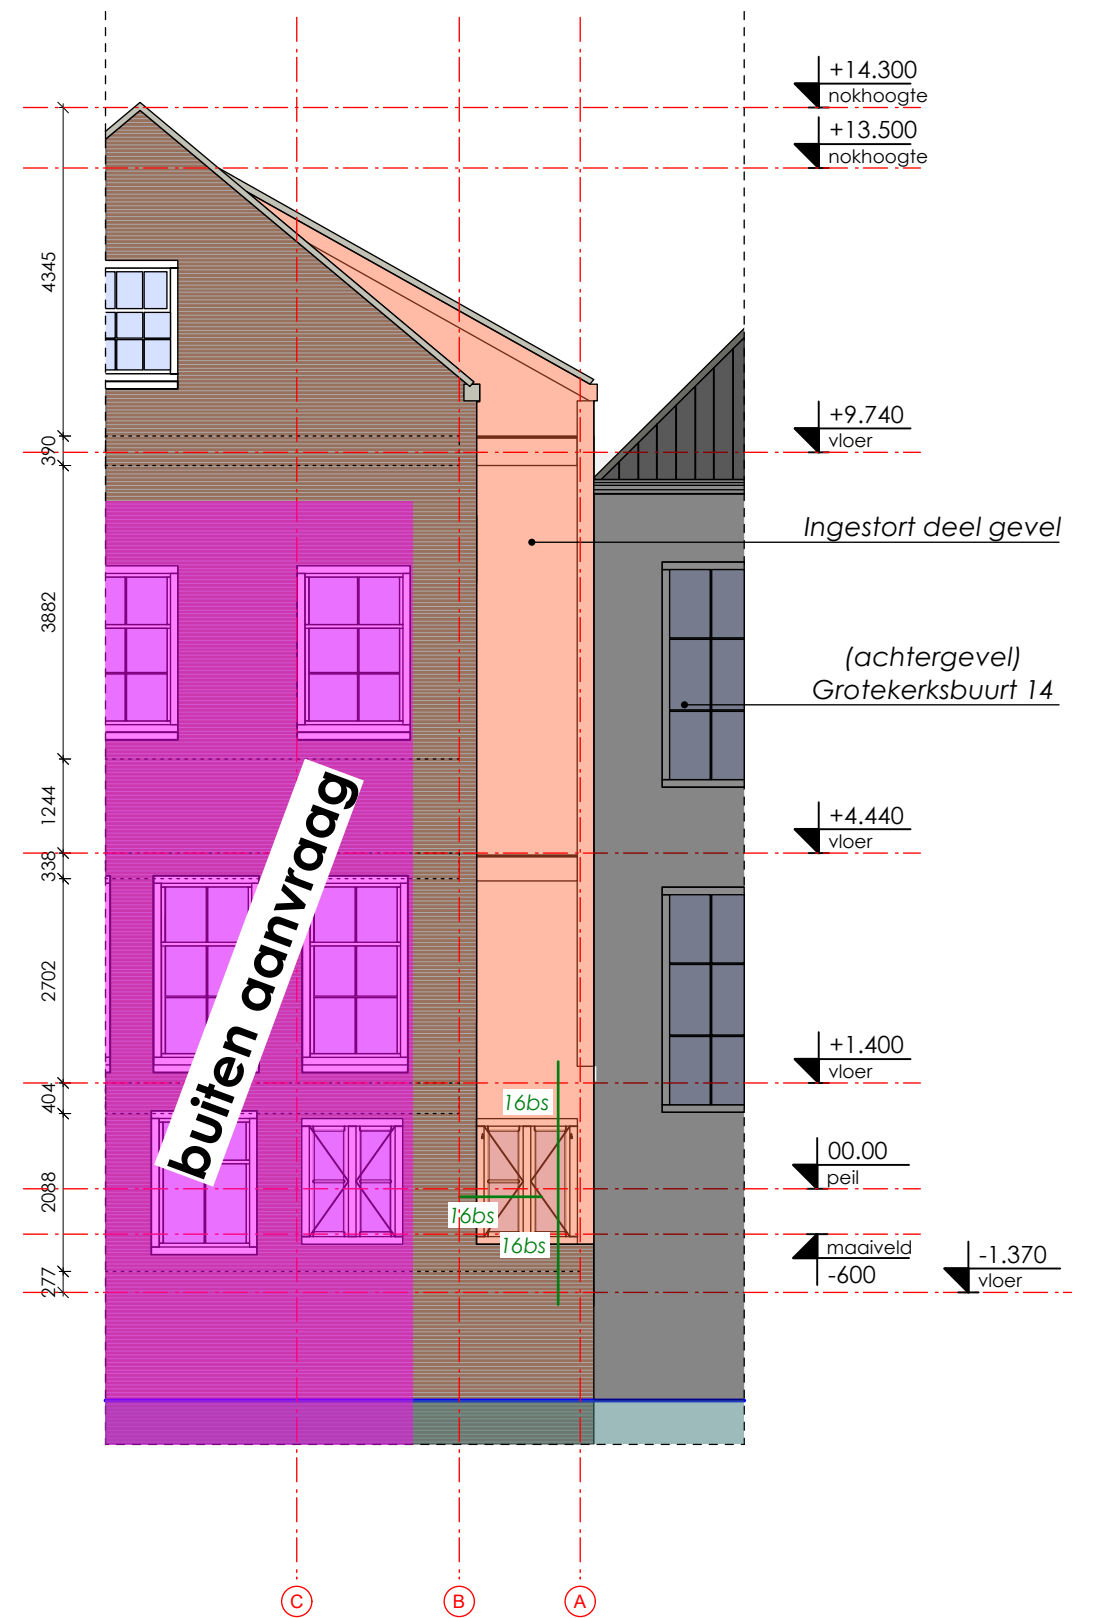 +14.300
nokhoogte
+13.500
nokhoogte
4345
+9.740
vloer
390
Ingestort deel gevel
3882
(achtergevel)
Grotekerksbuurt 14
buiten aanvraag
1244
+4.440
vloer
338
2702
+1.400
vloer
404
16bs
00.00
peil
2088
16bs
16bs
maaiveld
-600
-1.370
vloer
277
C
B
A